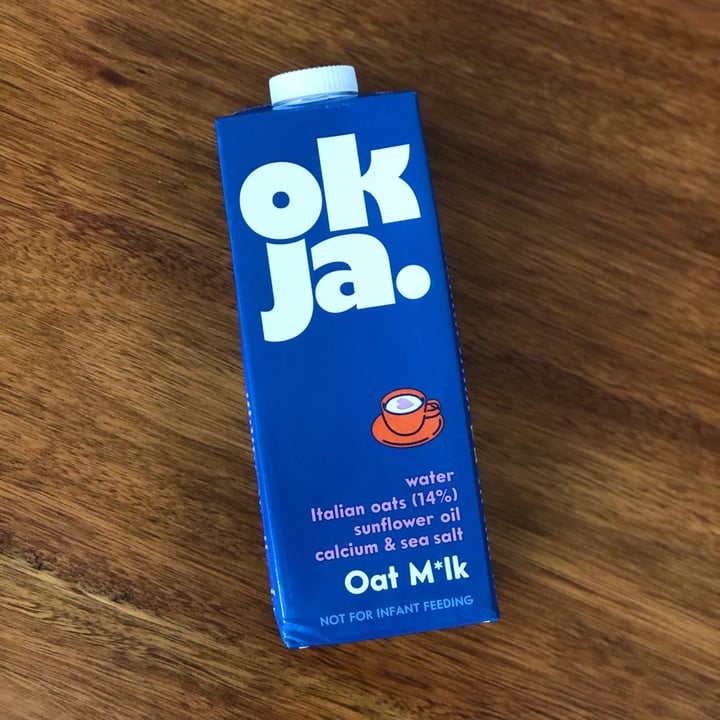 ok
ja.
water
Italian oats (14%)
sunflower oil
calcium & sea salt
Oat M*lk
NOT FOR INFANT FEEDING